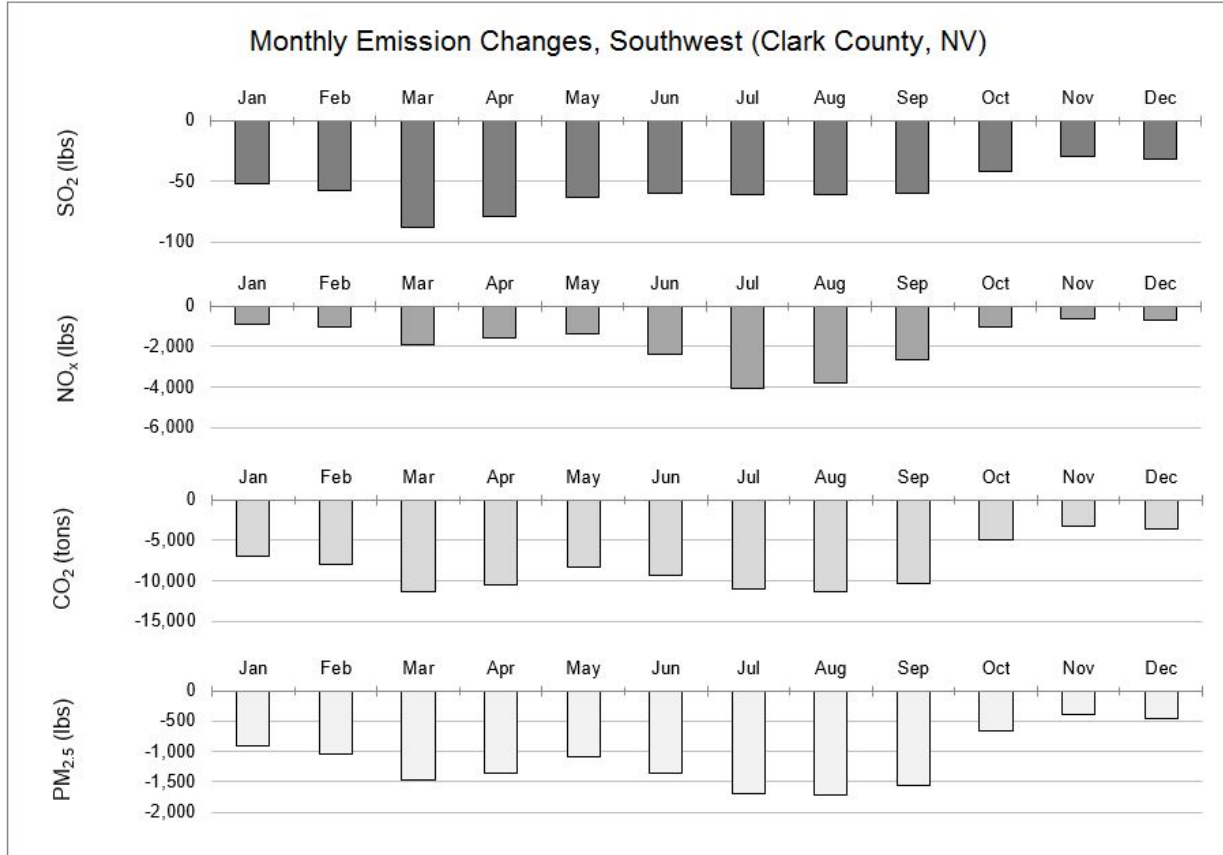 Monthly Emission Changes, Southwest (Clark County, NV)
Jan Feb Mar Apr May Jun Jul Aug Sep Oct Nov Dec
SO₂ (lbs)
0
-50
-100
Jan Feb Mar Apr May Jun Jul Aug Sep Oct Nov Dec
NOₓ (lbs)
0
-2,000
-4,000
-6,000
Jan Feb Mar Apr May Jun Jul Aug Sep Oct Nov Dec
CO₂ (tons)
0
-5,000
-10,000
-15,000
Jan Feb Mar Apr May Jun Jul Aug Sep Oct Nov Dec
PM₂.₅ (lbs)
0
-500
-1,000
-1,500
-2,000